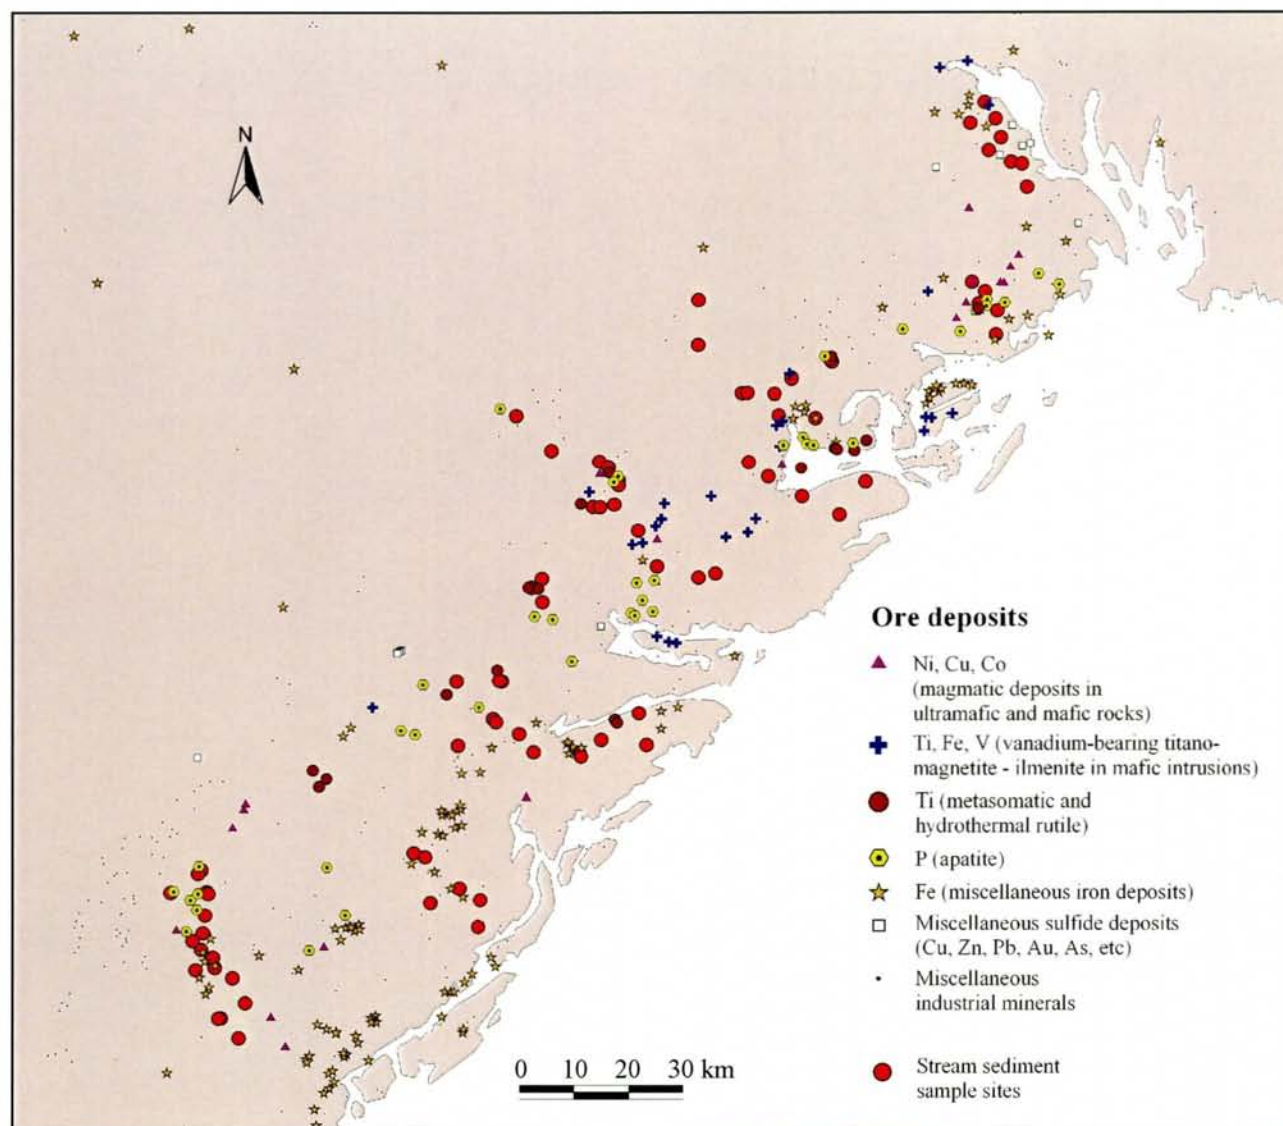 N
Ore deposits
Ni, Cu, Co
(magmatic deposits in
ultramafic and mafic rocks)
Ti, Fe, V (vanadium-bearing titano-
magnetite - ilmenite in mafic intrusions)
Ti (metasomatic and
hydrothermal rutile)
P (apatite)
Fe (miscellaneous iron deposits)
Miscellaneous sulfide deposits
(Cu, Zn, Pb, Au, As, etc)
Miscellaneous
industrial minerals
Stream sediment
sample sites
0 10 20 30 km